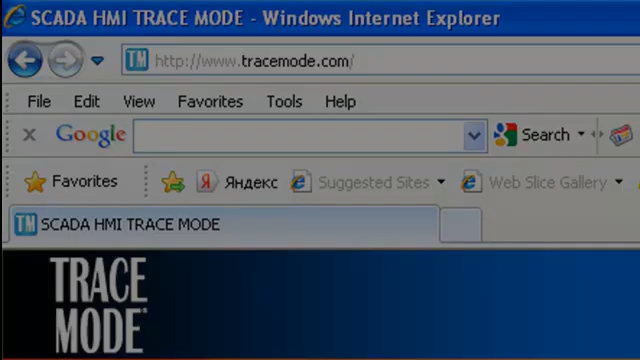 SCADA HMI TRACE MODE - Windows Internet Explorer
TM http://www.tracemode.com/
File Edit View Favorites Tools Help
x Google Search
Favorites Я Яндекс Suggested Sites Web Slice Gallery
TM SCADA HMI TRACE MODE
TRACE
MODE®